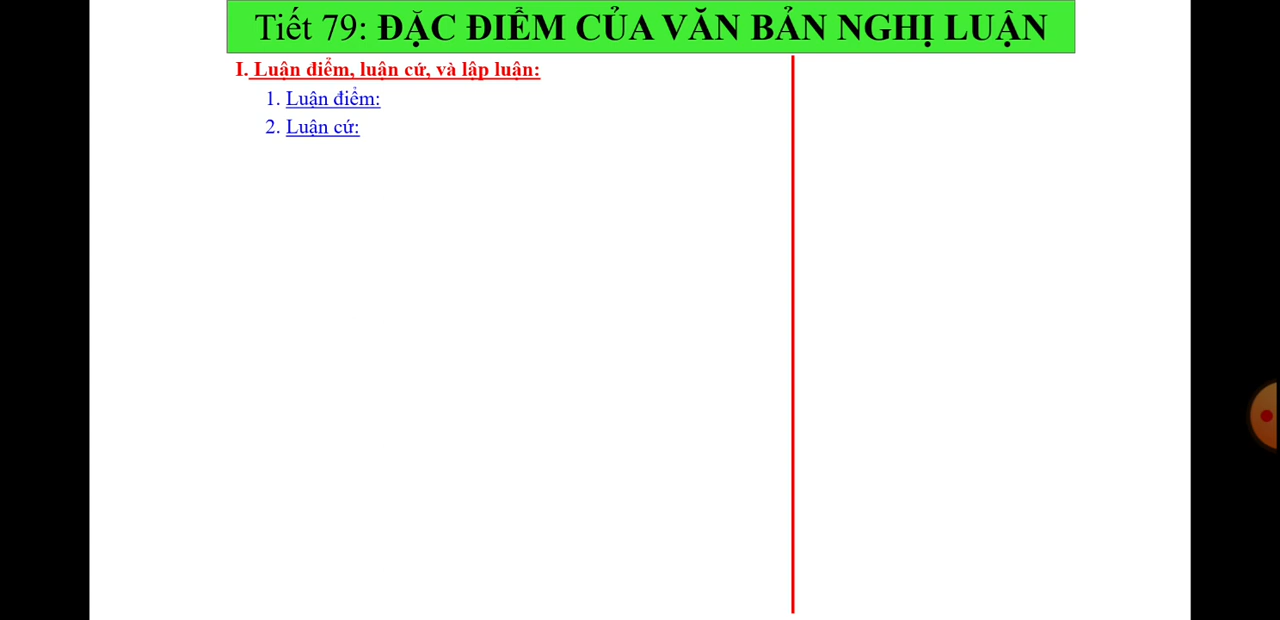 Tiết 79: ĐẶC ĐIỂM CỦA VĂN BẢN NGHỊ LUẬN
I. Luận điểm, luận cứ, và lập luận:
1. Luận điểm:
2. Luận cứ: